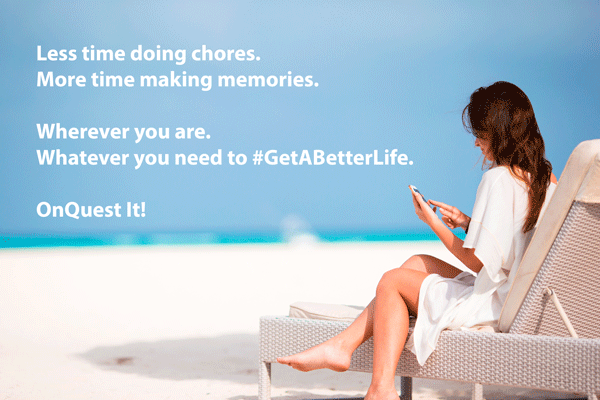 Less time doing chores.
More time making memories.
Wherever you are.
Whatever you need to #GetABetterLife.
OnQuest It!